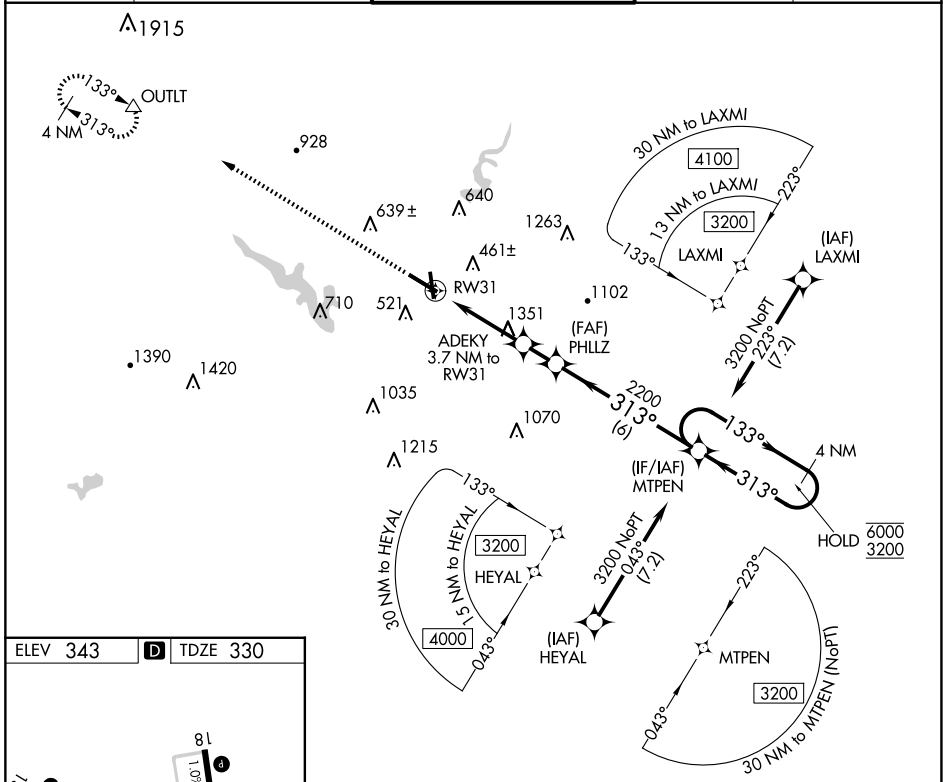 1915
133°
OUTLT
313°
4 NM
928
640
639±
1263
461±
RW31
1102
710
521
1351
ADEKY
3.7 NM to
RW31
(FAF)
PHLLZ
1390
1420
1035
1070
1215
2200
313°
(6)
30 NM to LAXMI
4100
13 NM to LAXMI
3200
223°
133°
LAXMI
(IAF)
LAXMI
3200 NoPT
223°
(7.2)
133°
4 NM
313°
(IF/IAF)
MTPEN
HOLD
6000
3200
133°
30 NM to HEYAL
15 NM to HEYAL
3200
HEYAL
4000
043°
3200 NoPT
043°
(7.2)
(IAF)
HEYAL
223°
MTPEN
3200
043°
30 NM to MTPEN (NoPT)
ELEV 343
D
TDZE 330
18
P
1.0%